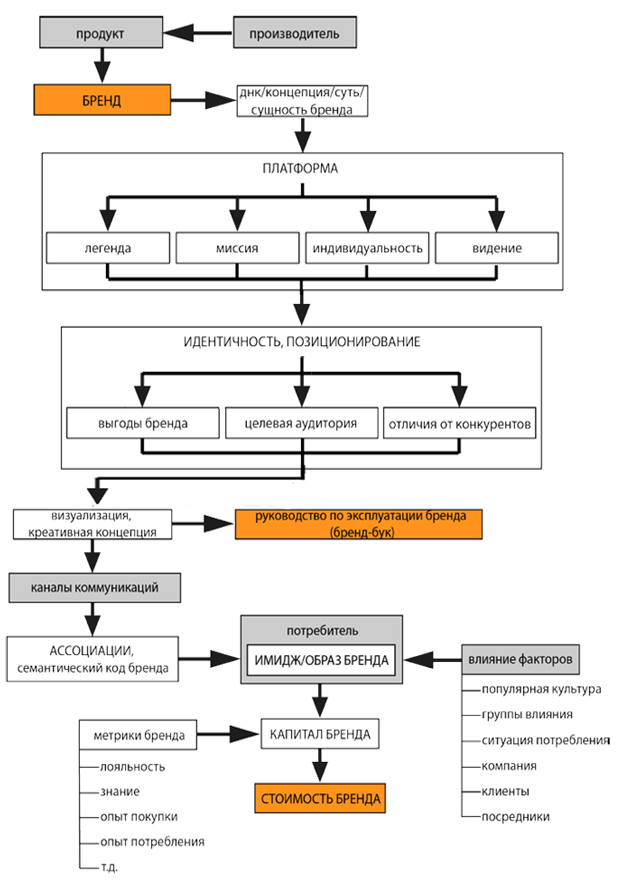 продукт
производитель
БРЕНД
днк/концепция/суть/
сущность бренда
ПЛАТФОРМА
легенда
миссия
индивидуальность
видение
ИДЕНТИЧНОСТЬ, ПОЗИЦИОНИРОВАНИЕ
выгоды бренда
целевая аудитория
отличия от конкурентов
визуализация,
креативная концепция
руководство по эксплуатации бренда
(бренд-бук)
каналы коммуникаций
АССОЦИАЦИИ,
семантический код бренда
потребитель
ИМИДЖ/ОБРАЗ БРЕНДА
влияние факторов
популярная культура
группы влияния
ситуация потребления
компания
клиенты
посредники
метрики бренда
КАПИТАЛ БРЕНДА
лояльность
знание
опыт покупки
опыт потребления
т.д.
СТОИМОСТЬ БРЕНДА